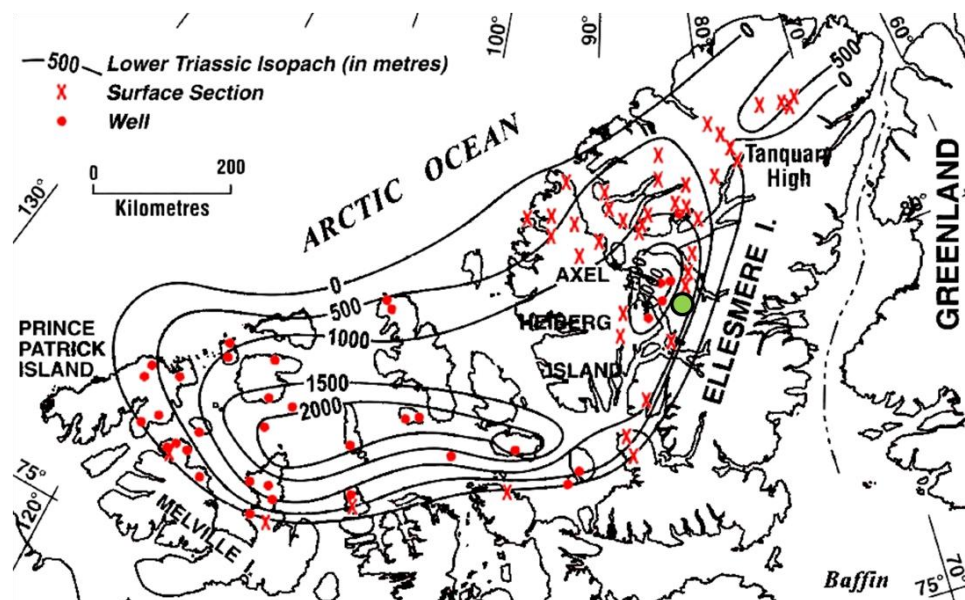 100°
90°
80°
40
60°
0
500
0
500 Lower Triassic Isopach (in metres)
Surface Section
Well
0 200
Kilometres
130°
ARCTIC OCEAN
Tanquary
High
GREENLAND
ELLESMERE I.
AXEL
HEIBERG
ISLAND
0
500
1000
1500
2000
PRINCE
PATRICK
ISLAND
75°
120°
MELVILLE I.
Baffin
75°
70°